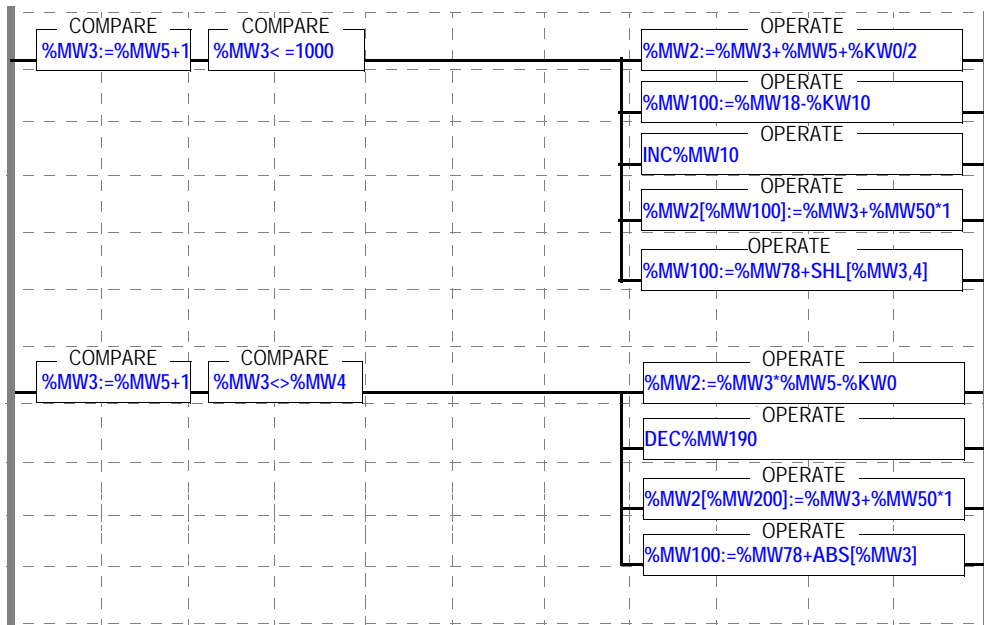 COMPARE COMPARE OPERATE
%MW3:=%MW5+1 %MW3< =1000 %MW2:=%MW3+%MW5+%KW0/2
OPERATE
%MW100:=%MW18-%KW10
OPERATE
INC%MW10
OPERATE
%MW2[%MW100]:=%MW3+%MW50*1
OPERATE
%MW100:=%MW78+SHL[%MW3,4]
COMPARE COMPARE OPERATE
%MW3:=%MW5+1 %MW3<>%MW4 %MW2:=%MW3*%MW5-%KW0
OPERATE
DEC%MW190
OPERATE
%MW2[%MW200]:=%MW3+%MW50*1
OPERATE
%MW100:=%MW78+ABS[%MW3]